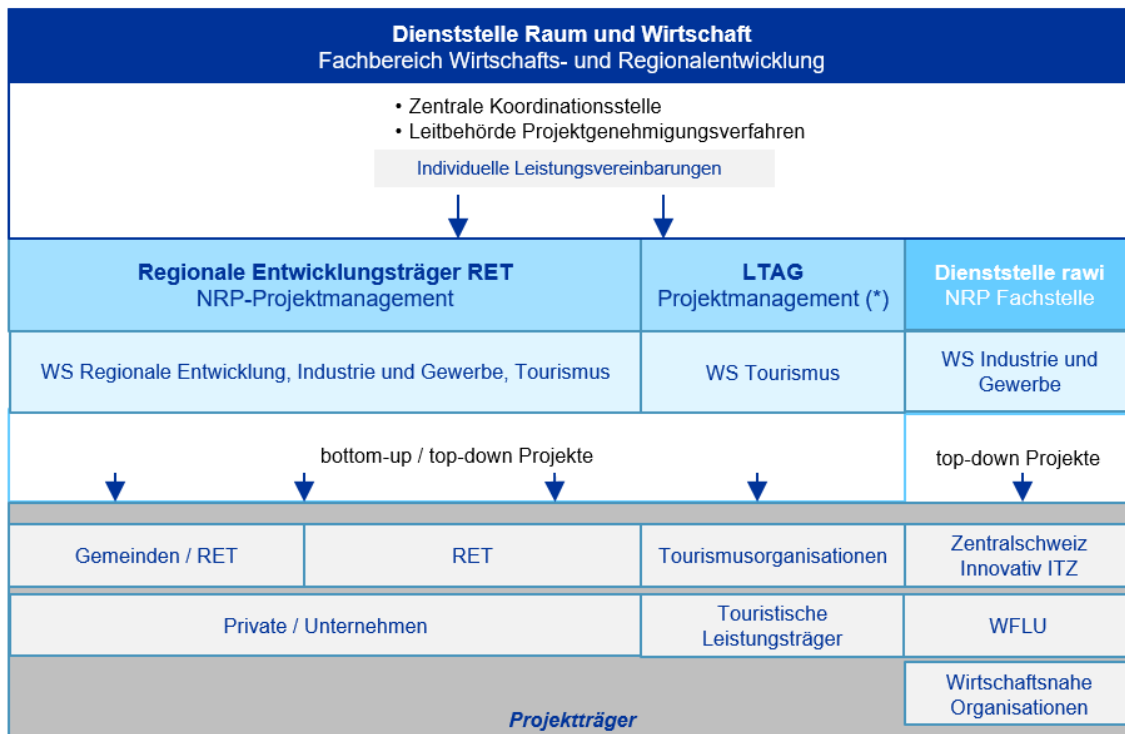 Dienststelle Raum und Wirtschaft
Fachbereich Wirtschafts- und Regionalentwicklung
• Zentrale Koordinationsstelle
• Leitbehörde Projektgenehmigungsverfahren
Individuelle Leistungsvereinbarungen
Regionale Entwicklungsträger RET
NRP-Projektmanagement
LTAG
Projektmanagement (*)
Dienststelle rawi
NRP Fachstelle
WS Regionale Entwicklung, Industrie und Gewerbe, Tourismus
WS Tourismus
WS Industrie und
Gewerbe
bottom-up / top-down Projekte
top-down Projekte
Gemeinden / RET
RET
Tourismusorganisationen
Zentralschweiz
Innovativ ITZ
Private / Unternehmen
Touristische
Leistungsträger
WFLU
Wirtschaftsnahe
Organisationen
Projektträger